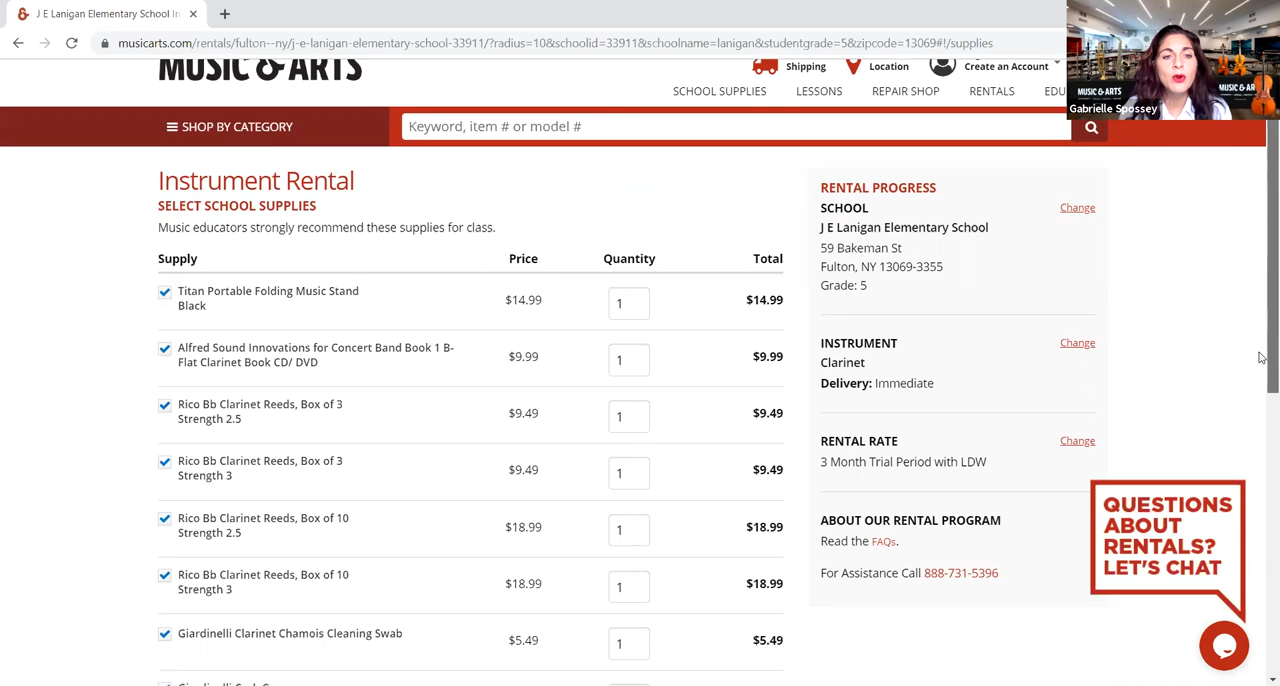 J E Lanigan Elementary School In
musicarts.com/rentals/fulton--ny/j-e-lanigan-elementary-school-33911/?radius=10&schoolid=33911&schoolname=lanigan&studentgrade=5&zipcode=13069#!/supplies
MUSIC & ARTS
Shipping
Location
Create an Account
SCHOOL SUPPLIES
LESSONS
REPAIR SHOP
RENTALS
EDU
MUSIC & ARTS
Gabrielle Spossey
SHOP BY CATEGORY
Keyword, item # or model #
Instrument Rental
SELECT SCHOOL SUPPLIES
Music educators strongly recommend these supplies for class.
Supply Price Quantity Total
Titan Portable Folding Music Stand
Black
$14.99 1 $14.99
Alfred Sound Innovations for Concert Band Book 1 B-
Flat Clarinet Book CD/ DVD
$9.99 1 $9.99
Rico Bb Clarinet Reeds, Box of 3
Strength 2.5
$9.49 1 $9.49
Rico Bb Clarinet Reeds, Box of 3
Strength 3
$9.49 1 $9.49
Rico Bb Clarinet Reeds, Box of 10
Strength 2.5
$18.99 1 $18.99
Rico Bb Clarinet Reeds, Box of 10
Strength 3
$18.99 1 $18.99
Giardinelli Clarinet Chamois Cleaning Swab
$5.49 1 $5.49
RENTAL PROGRESS
SCHOOL Change
J E Lanigan Elementary School
59 Bakeman St
Fulton, NY 13069-3355
Grade: 5
INSTRUMENT Change
Clarinet
Delivery: Immediate
RENTAL RATE Change
3 Month Trial Period with LDW
ABOUT OUR RENTAL PROGRAM
Read the FAQs.
For Assistance Call 888-731-5396
QUESTIONS
ABOUT
RENTALS?
LET'S CHAT